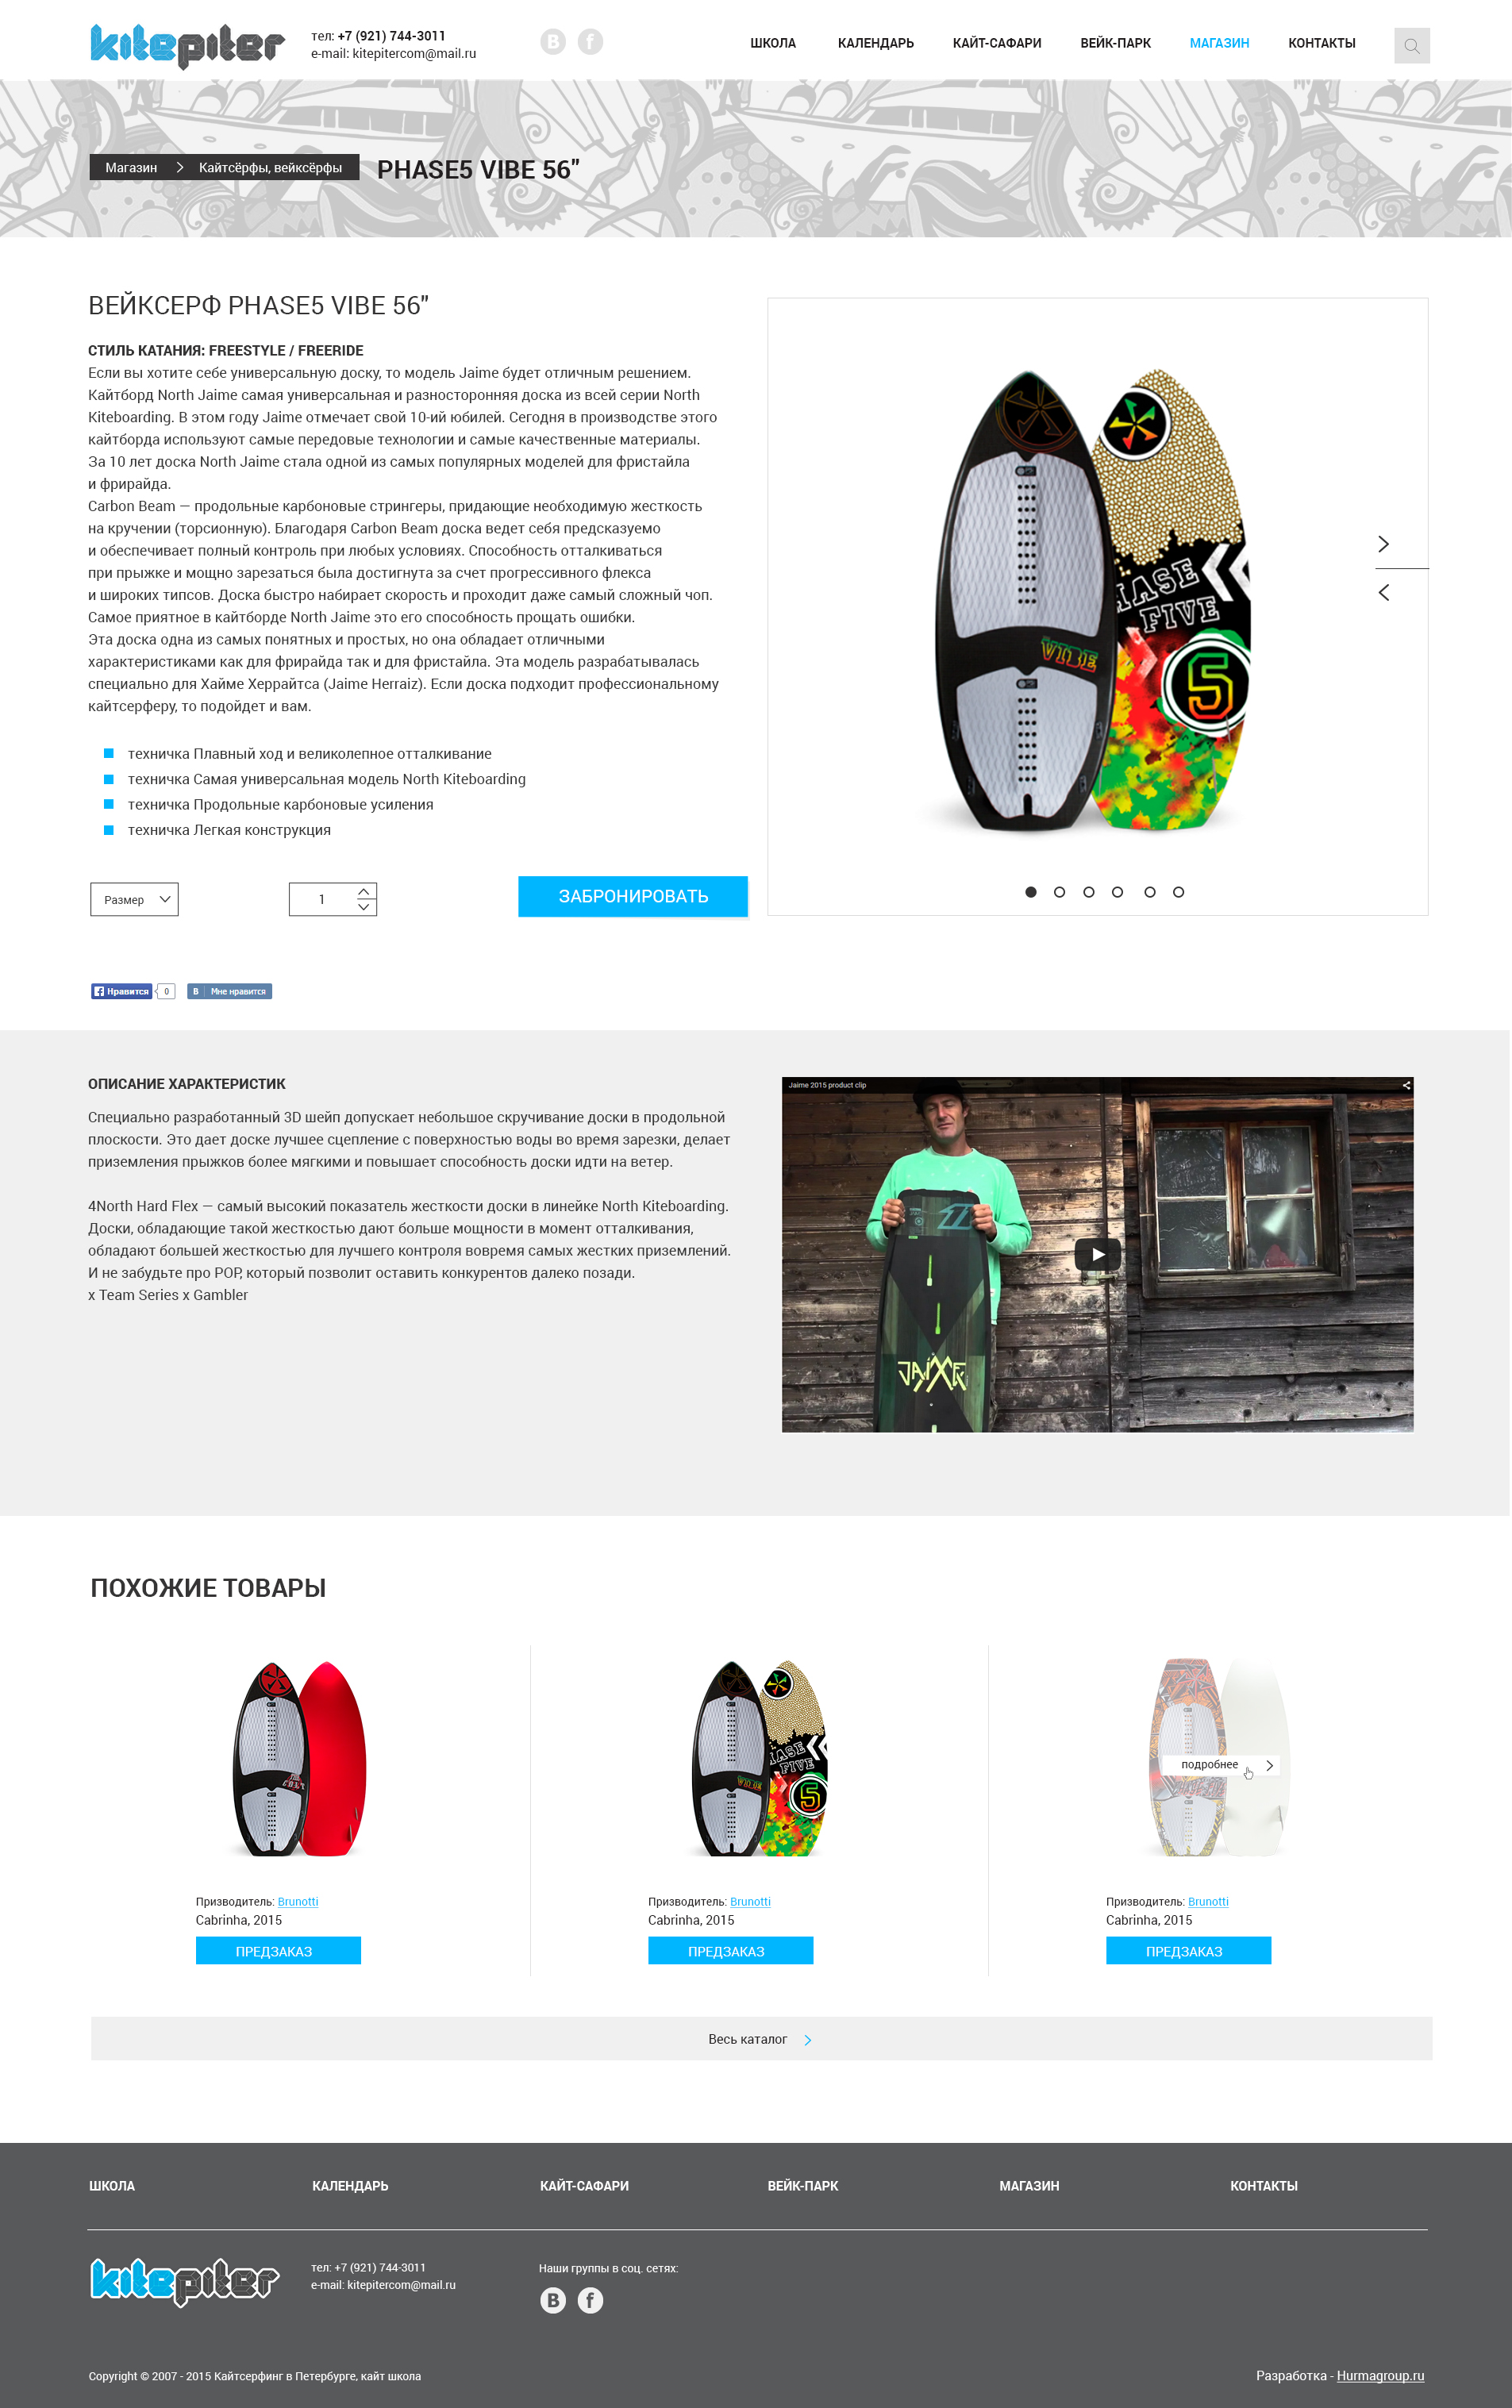 kitepiter
тел: +7 (921) 744-3011
e-mail: kitepitercom@mail.ru
В f
ШКОЛА КАЛЕНДАРЬ КАЙТ-САФАРИ ВЕЙК-ПАРК МАГАЗИН КОНТАКТЫ
Магазин > Кайтсёрфы, вейксёрфы
PHASE5 VIBE 56"
ВЕЙКСЕРФ PHASE5 VIBE 56"
СТИЛЬ КАТАНИЯ: FREESTYLE / FREERIDE
Если вы хотите себе универсальную доску, то модель Jaime будет отличным решением.
Кайтборд North Jaime самая универсальная и разносторонняя доска из всей серии North
Kiteboarding. В этом году Jaime отмечает свой 10-ий юбилей. Сегодня в производстве этого
кайтборда используют самые передовые технологии и самые качественные материалы.
За 10 лет доска North Jaime стала одной из самых популярных моделей для фристайла
и фрирайда.
Carbon Beam — продольные карбоновые стрингеры, придающие необходимую жесткость
на кручении (торсионную). Благодаря Carbon Beam доска ведет себя предсказуемо
и обеспечивает полный контроль при любых условиях. Способность отталкиваться
при прыжке и мощно зарезаться была достигнута за счет прогрессивного флекса
и широких типсов. Доска быстро набирает скорость и проходит даже самый сложный чоп.
Самое приятное в кайтборде North Jaime это его способность прощать ошибки.
Эта доска одна из самых понятных и простых, но она обладает отличными
характеристиками как для фрирайда так и для фристайла. Эта модель разрабатывалась
специально для Хайме Херрайтса (Jaime Herraiz). Если доска подходит профессиональному
кайтсерферу, то подойдет и вам.
техничка Плавный ход и великолепное отталкивание
техничка Самая универсальная модель North Kiteboarding
техничка Продольные карбоновые усиления
техничка Легкая конструкция
Размер
1
ЗАБРОНИРОВАТЬ
HASE
FIVE
VIBE
5
Нравится 0
В Мне нравится
ОПИСАНИЕ ХАРАКТЕРИСТИК
Специально разработанный 3D шейп допускает небольшое скручивание доски в продольной
плоскости. Это дает доске лучшее сцепление с поверхностью воды во время зарезки, делает
приземления прыжков более мягкими и повышает способность доски идти на ветер.
4North Hard Flex — самый высокий показатель жесткости доски в линейке North Kiteboarding.
Доски, обладающие такой жесткостью дают больше мощности в момент отталкивания,
обладают большей жесткостью для лучшего контроля вовремя самых жестких приземлений.
И не забудьте про POP, который позволит оставить конкурентов далеко позади.
x Team Series x Gambler
Jaime 2015 product clip
JAIME
ПОХОЖИЕ ТОВАРЫ
HASE
FIVE
VIBE
5
подробнее
Призводитель: Brunotti
Cabrinha, 2015
ПРЕДЗАКАЗ
Призводитель: Brunotti
Cabrinha, 2015
ПРЕДЗАКАЗ
Призводитель: Brunotti
Cabrinha, 2015
ПРЕДЗАКАЗ
Весь каталог
ШКОЛА КАЛЕНДАРЬ КАЙТ-САФАРИ ВЕЙК-ПАРК МАГАЗИН КОНТАКТЫ
kitepiter
тел: +7 (921) 744-3011
e-mail: kitepitercom@mail.ru
Наши группы в соц. сетях:
В f
Copyright © 2007 - 2015 Кайтсерфинг в Петербурге, кайт школа
Разработка - Hurmagroup.ru